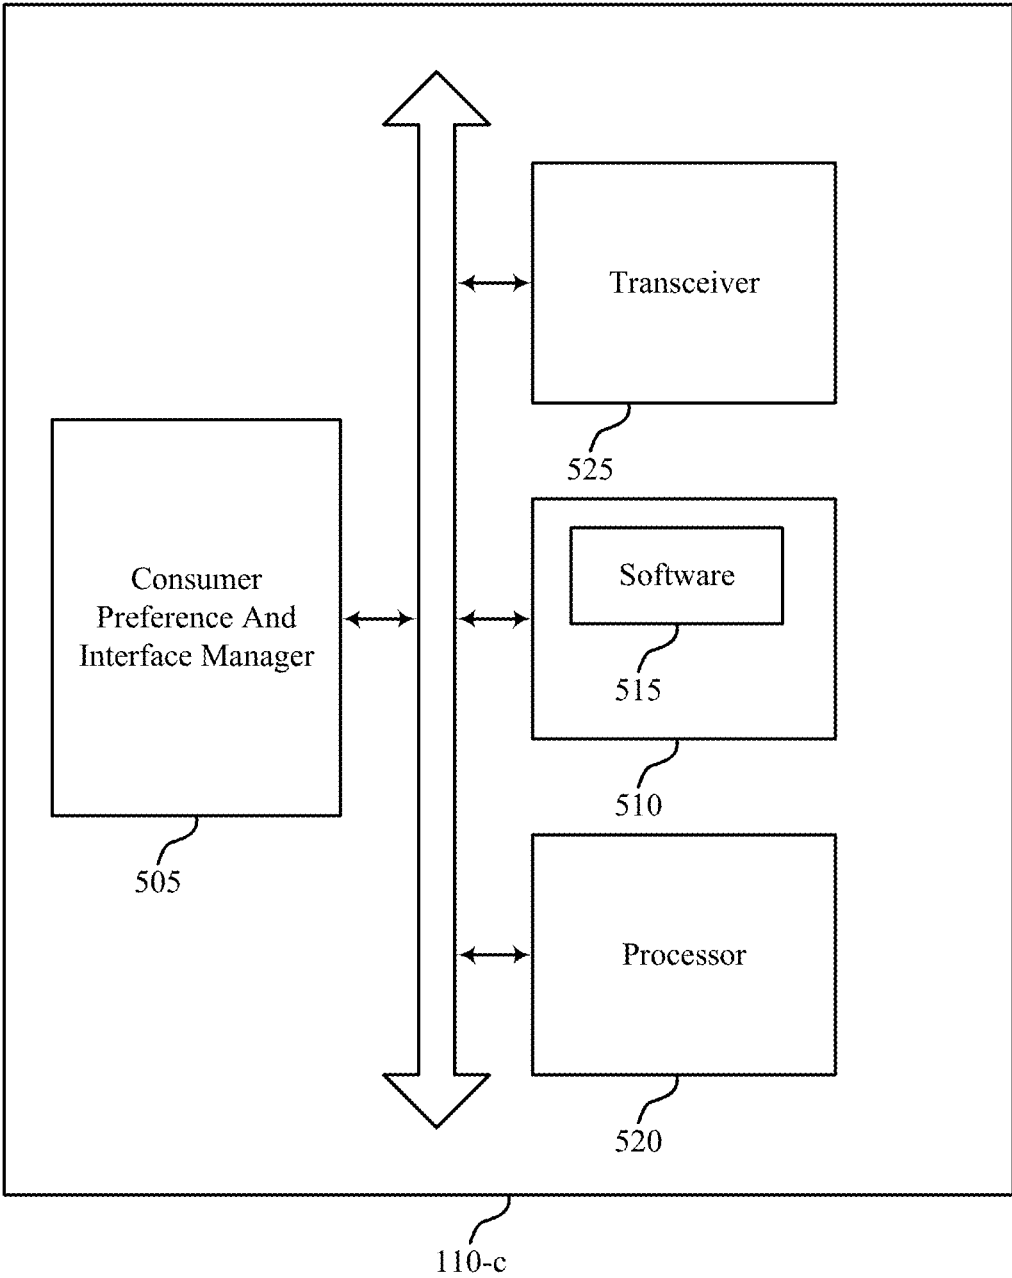 Transceiver
525
Software
515
510
Consumer
Preference And
Interface Manager
505
Processor
520
110-c